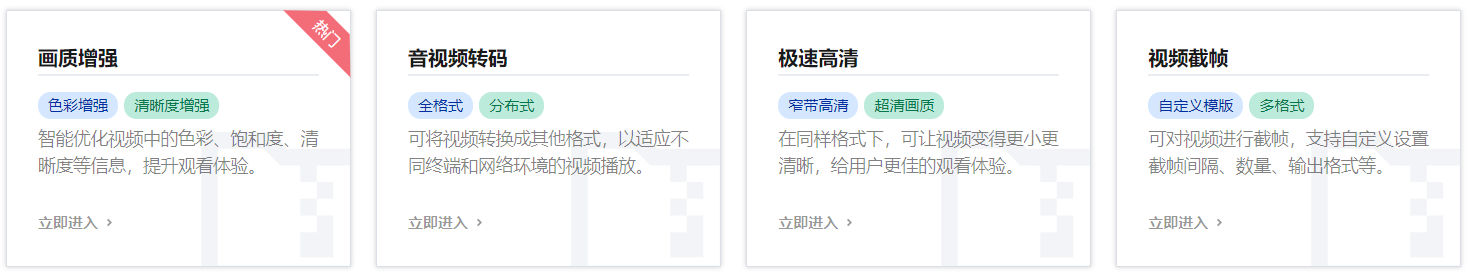 热门
画质增强
色彩增强 清晰度增强
智能优化视频中的色彩、饱和度、清
晰度等信息，提升观看体验。
立即进入 >
音视频转码
全格式 分布式
可将视频转换成其他格式，以适应不
同终端和网络环境的视频播放。
立即进入 >
极速高清
窄带高清 超清画质
在同样格式下，可让视频变得更小更
清晰，给用户更佳的观看体验。
立即进入 >
视频截帧
自定义模版 多格式
可对视频进行截帧，支持自定义设置
截帧间隔、数量、输出格式等。
立即进入 >